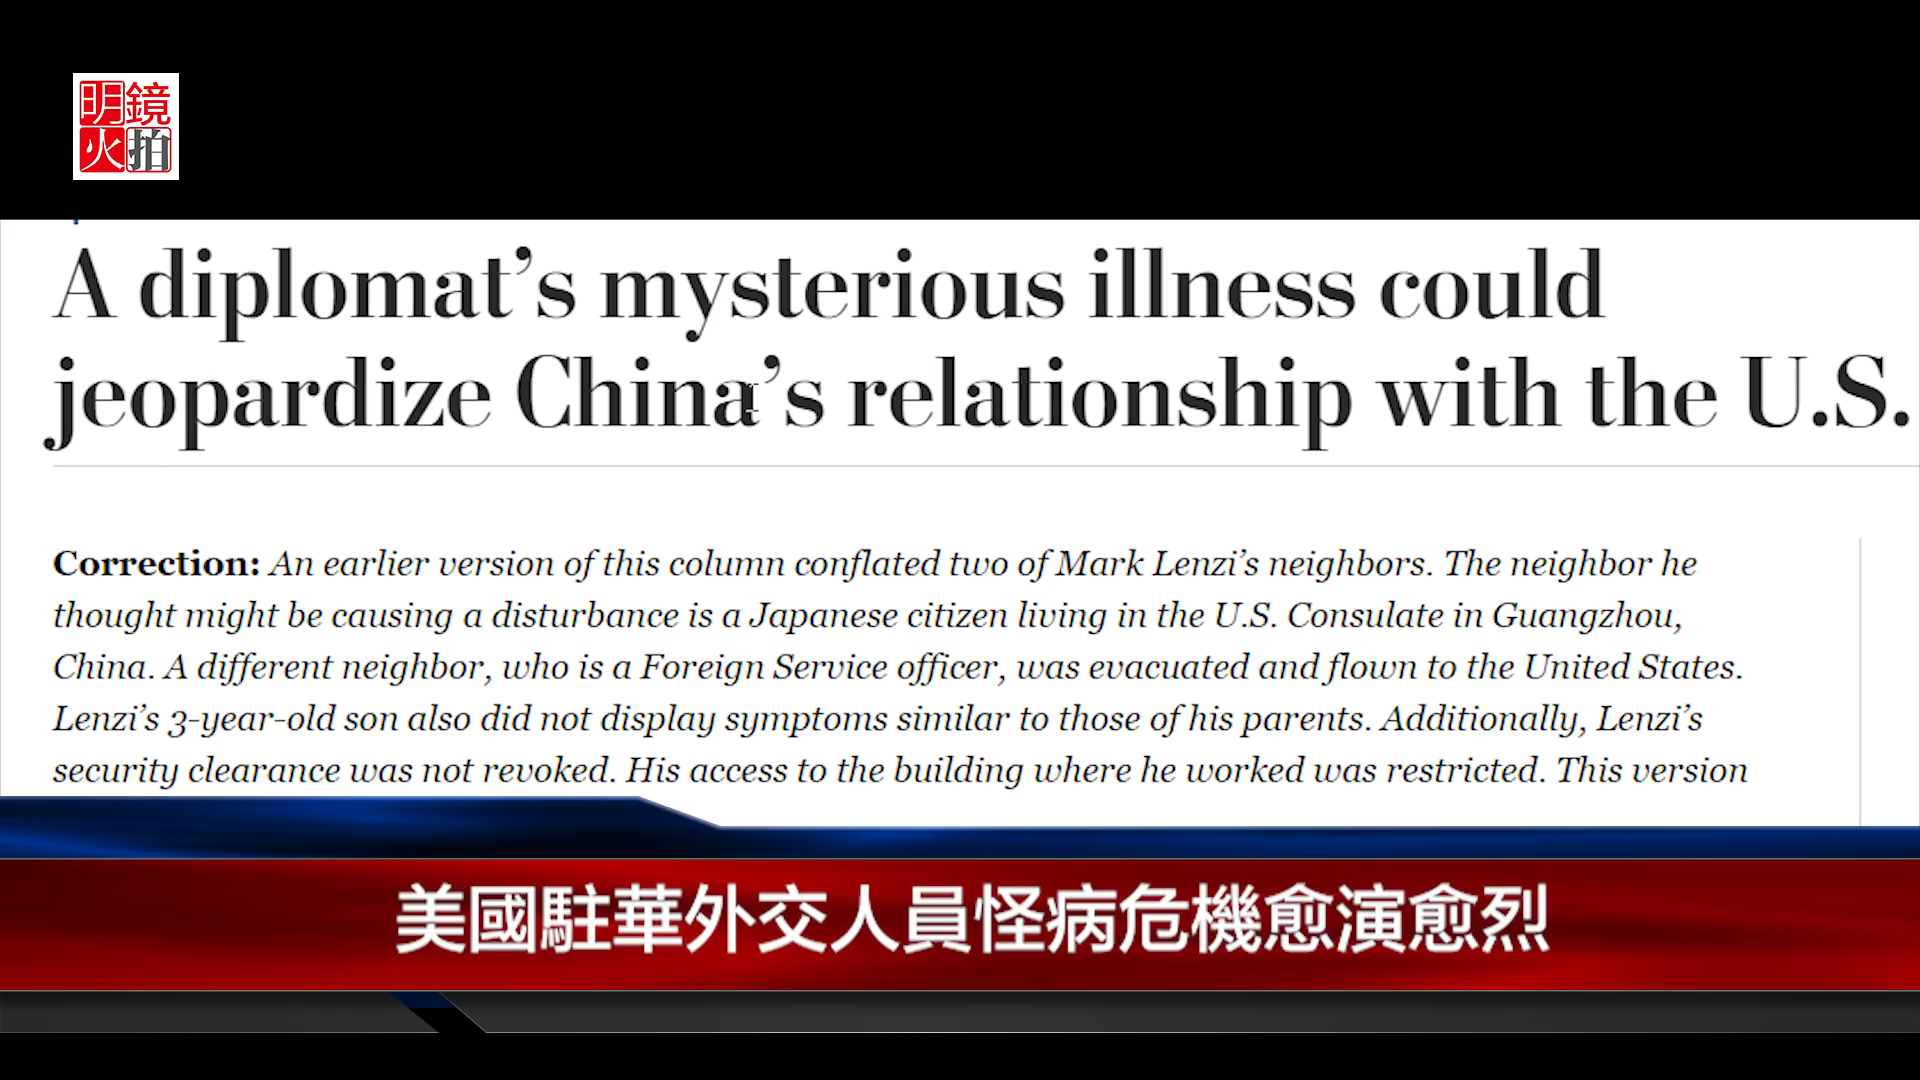 明鏡
火拍
A diplomat’s mysterious illness could
jeopardize China’s relationship with the U.S.
Correction: An earlier version of this column conflated two of Mark Lenzi’s neighbors. The neighbor he
thought might be causing a disturbance is a Japanese citizen living in the U.S. Consulate in Guangzhou,
China. A different neighbor, who is a Foreign Service officer, was evacuated and flown to the United States.
Lenzi’s 3-year-old son also did not display symptoms similar to those of his parents. Additionally, Lenzi’s
security clearance was not revoked. His access to the building where he worked was restricted. This version
美國駐華外交人員怪病危機愈演愈烈